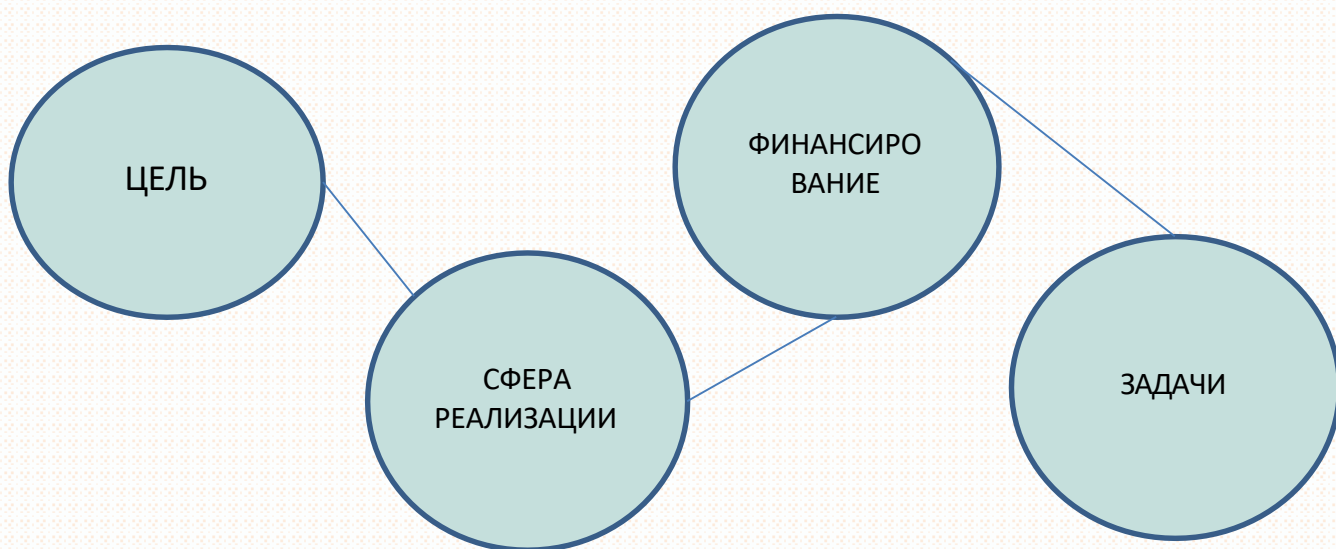 ЦЕЛЬ
СФЕРА
РЕАЛИЗАЦИИ
ФИНАНСИРО
ВАНИЕ
ЗАДАЧИ